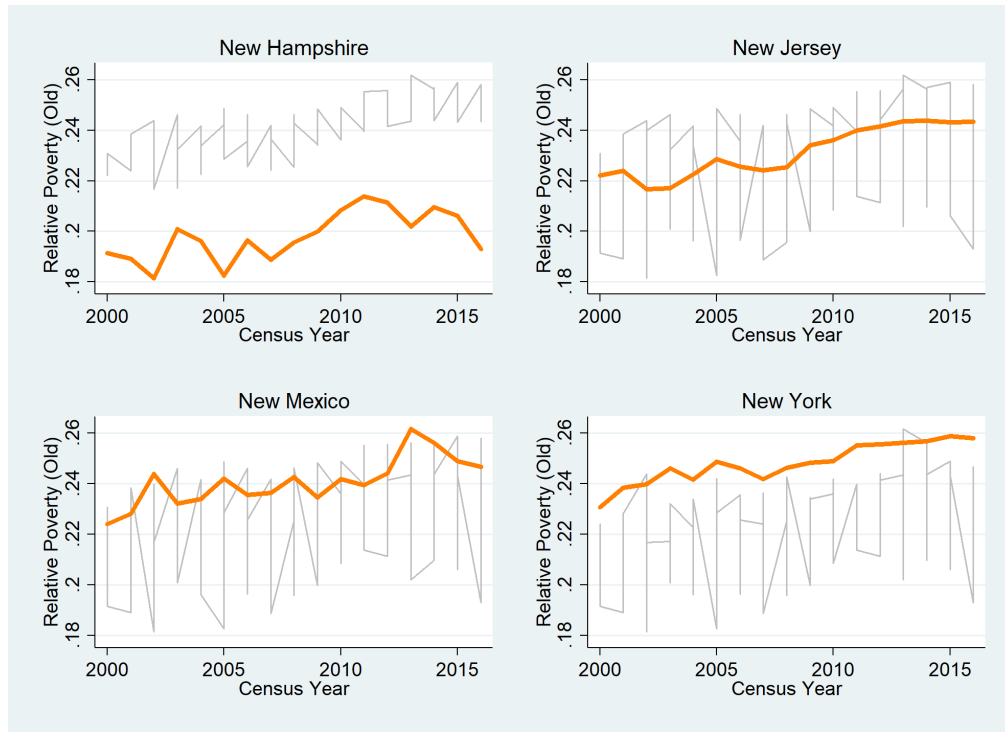 New Hampshire
Relative Poverty (Old)
.26
.24
.22
.2
.18
2000 2005 2010 2015
Census Year
New Jersey
Relative Poverty (Old)
.26
.24
.22
.2
.18
2000 2005 2010 2015
Census Year
New Mexico
Relative Poverty (Old)
.26
.24
.22
.2
.18
2000 2005 2010 2015
Census Year
New York
Relative Poverty (Old)
.26
.24
.22
.2
.18
2000 2005 2010 2015
Census Year